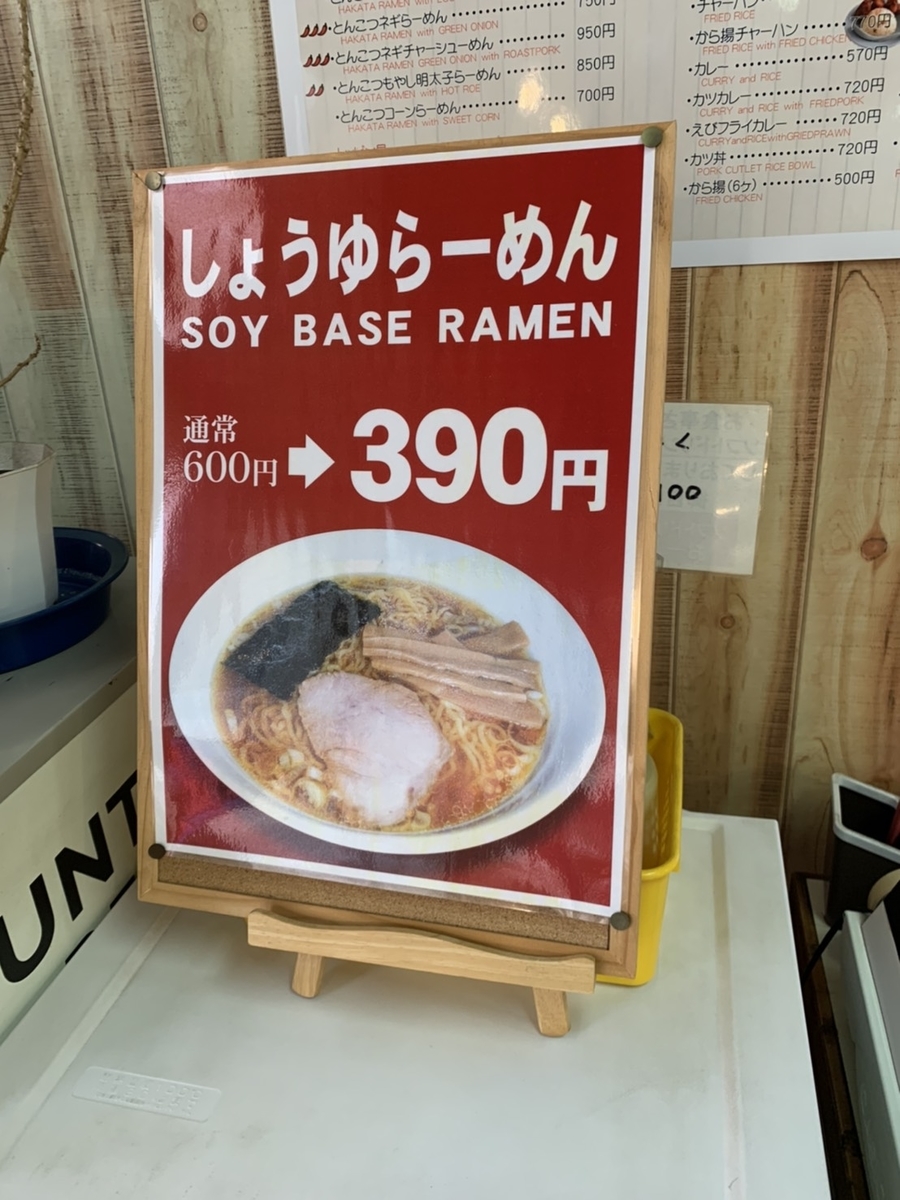 HAKATA RAMEN with
・とんこつネギらーめん
HAKATA RAMEN with GREEN ONION
950円
・とんこつネギチャーシューめん
HAKATA RAMEN GREEN ONION with ROASTPORK
850円
・とんこつもやし明太子らーめん
HAKATA RAMEN with HOT ROE
700円
・とんこつコーンらーめん
HAKATA RAMEN with SWEET CORN
・チャーハン
FRIED RICE
・から揚チャーハン
FRIED RICE with FRIED CHICKEN
570円
・カレー
CURRY and RICE
720円
・カツカレー
CURRY and RICE with FRIEDPORK
720円
・えびフライカレー
CURRYandRICEwithGRIEDPRAWN
720円
・カツ丼
PORK CUTLET RICE BOWL
500円
・から揚(6ヶ)
FRIED CHICKEN
しょうゆらーめん
SOY BASE RAMEN
通常
600円➡390円
100
UNT